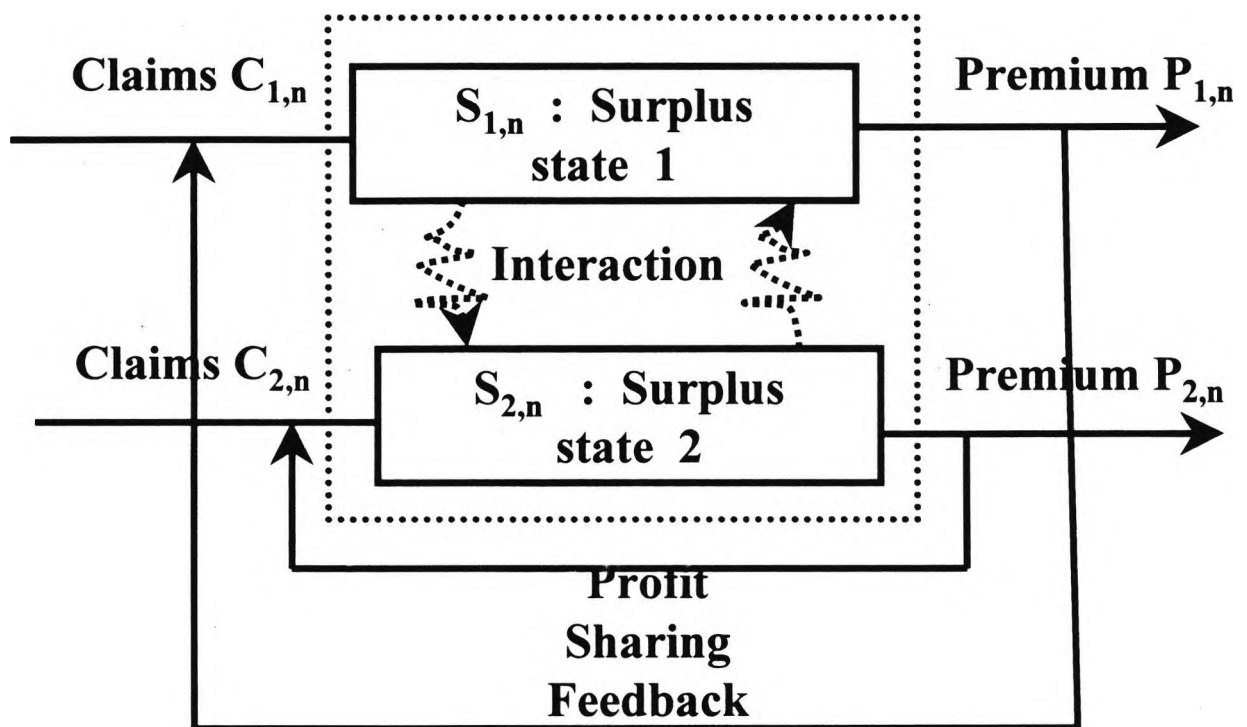 Claims C₁,ₙ
S₁,ₙ : Surplus
state 1
Premium P₁,ₙ
Interaction
Claims C₂,ₙ
S₂,ₙ : Surplus
state 2
Premium P₂,ₙ
Profit
Sharing
Feedback